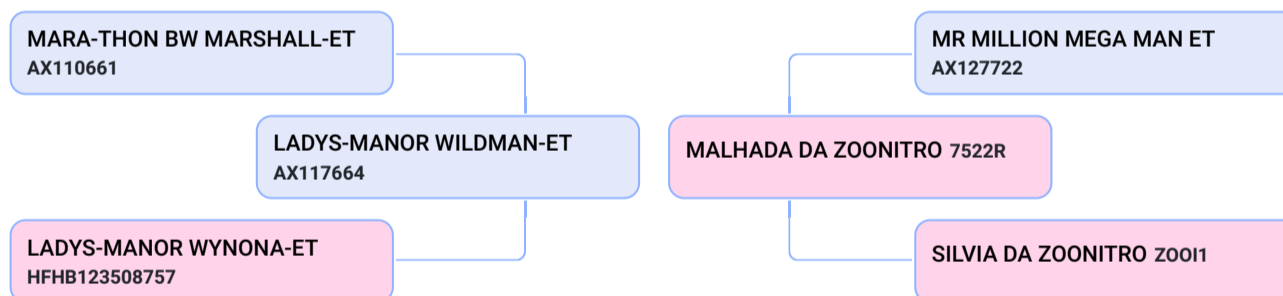 MARA-THON BW MARSHALL-ET
AX110661
MR MILLION MEGA MAN ET
AX127722
LADYS-MANOR WILDMAN-ET
AX117664
MALHADA DA ZOONITRO 7522R
LADYS-MANOR WYNONA-ET
HFHB123508757
SILVIA DA ZOONITRO ZOOI1